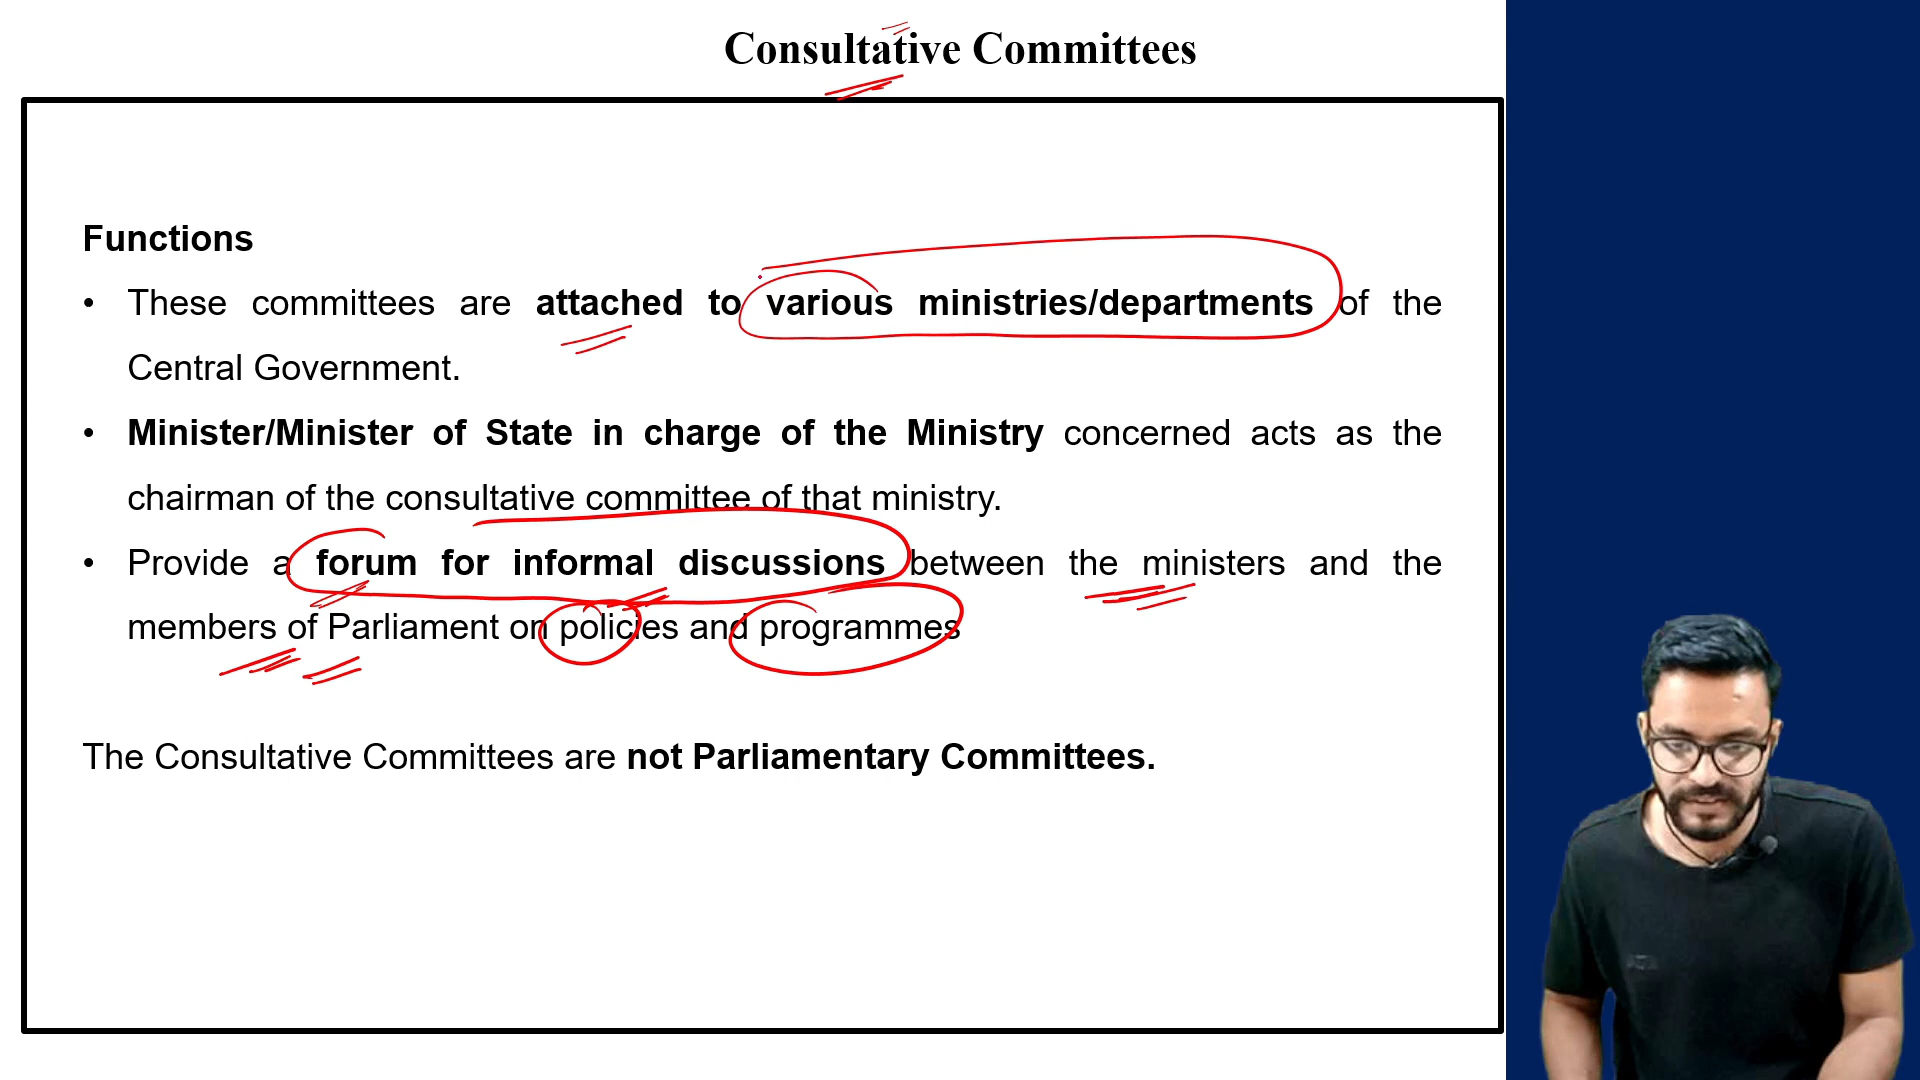 Consultative Committees
Functions
• These committees are attached to various ministries/departments of the
Central Government.
• Minister/Minister of State in charge of the Ministry concerned acts as the
chairman of the consultative committee of that ministry.
• Provide a forum for informal discussions between the ministers and the
members of Parliament on policies and programmes
The Consultative Committees are not Parliamentary Committees.